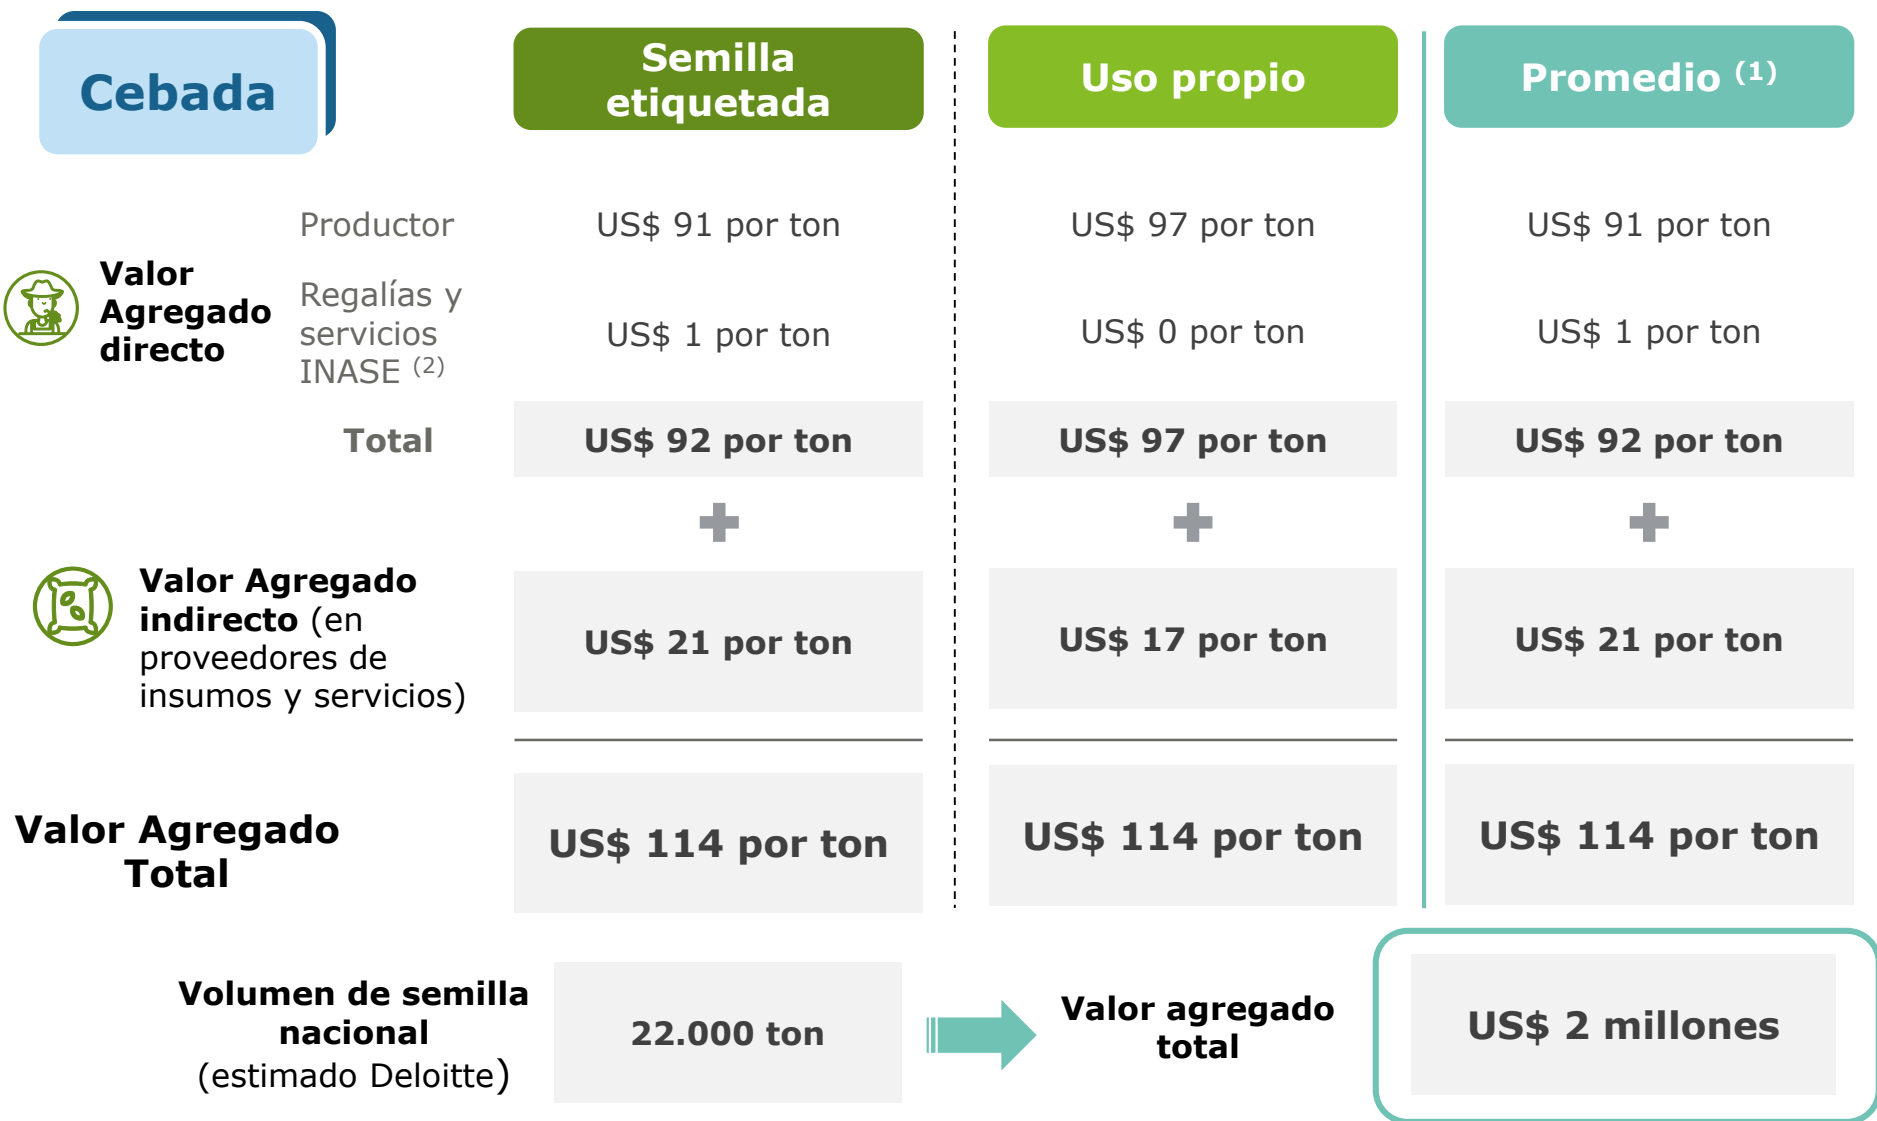 Cebada
Semilla
etiquetada
Uso propio
Promedio (1)
Valor
Agregado
directo
Productor
US$ 91 por ton
US$ 97 por ton
US$ 91 por ton
Regalías y
servicios
INASE (2)
US$ 1 por ton
US$ 0 por ton
US$ 1 por ton
Total
US$ 92 por ton
US$ 97 por ton
US$ 92 por ton
Valor Agregado
indirecto (en
proveedores de
insumos y servicios)
US$ 21 por ton
US$ 17 por ton
US$ 21 por ton
Valor Agregado
Total
US$ 114 por ton
US$ 114 por ton
US$ 114 por ton
Volumen de semilla
nacional
(estimado Deloitte)
22.000 ton
Valor agregado
total
US$ 2 millones